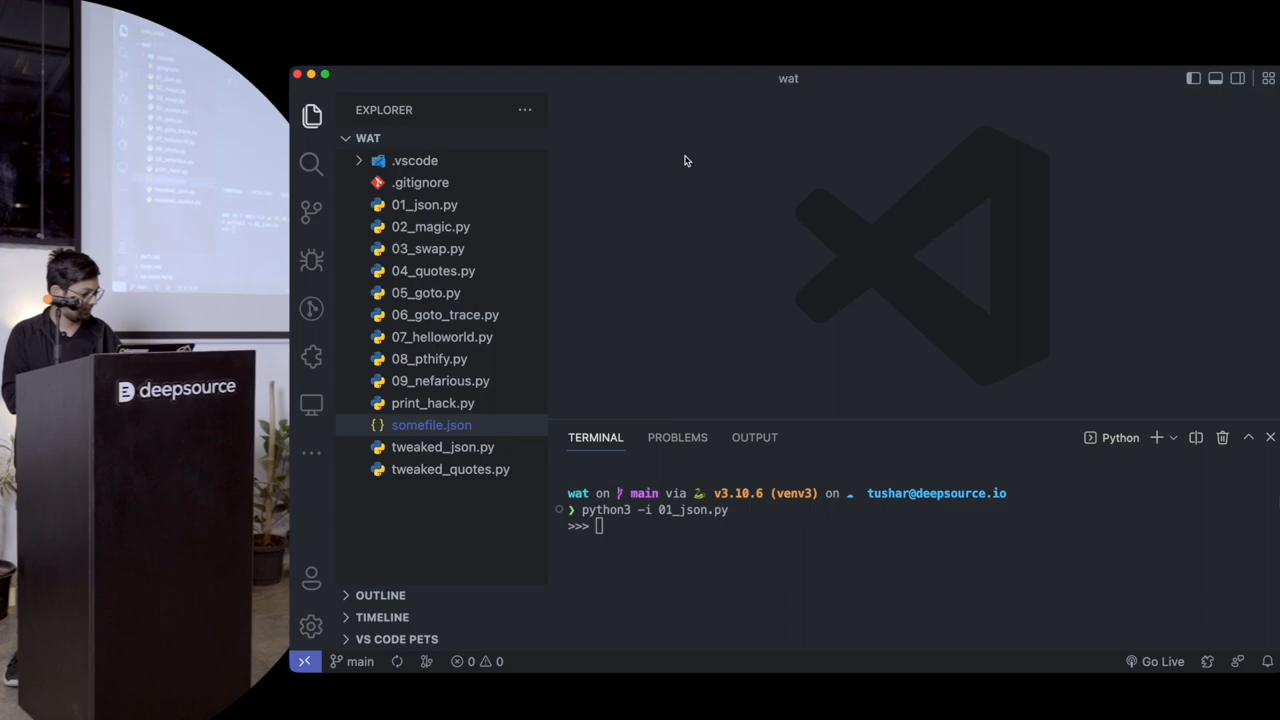 deepsource
wat
EXPLORER
WAT
.vscode
.gitignore
01_json.py
02_magic.py
03_swap.py
04_quotes.py
05_goto.py
06_goto_trace.py
07_helloworld.py
08_pthify.py
09_nefarious.py
print_hack.py
{ } somefile.json
tweaked_json.py
tweaked_quotes.py
OUTLINE
TIMELINE
VS CODE PETS
TERMINAL PROBLEMS OUTPUT
Python
wat on main via v3.10.6 (venv3) on tushar@deepsource.io
❯ python3 -i 01_json.py
>>>
main 0 0 Go Live